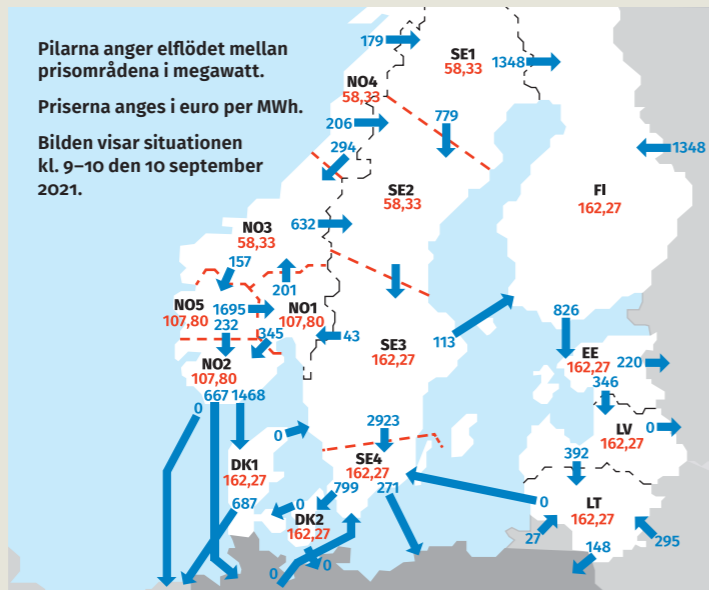 Pilarna anger elflödet mellan
prisområdena i megawatt.
Priserna anges i euro per MWh.
Bilden visar situationen
kl. 9–10 den 10 september
2021.
179
SE1
58,33
1348
NO4
58,33
206
779
294
1348
SE2
58,33
FI
162,27
632
NO3
58,33
157
201
NO5
107,80
1695
NO1
107,80
232
345
43
SE3
162,27
113
826
NO2
107,80
EE
162,27
220
346
0
667
1468
0
2923
LV
162,27
0
392
DK1
162,27
SE4
162,27
799
271
687
0
DK2
162,27
0
LT
162,27
27
295
148
0
0